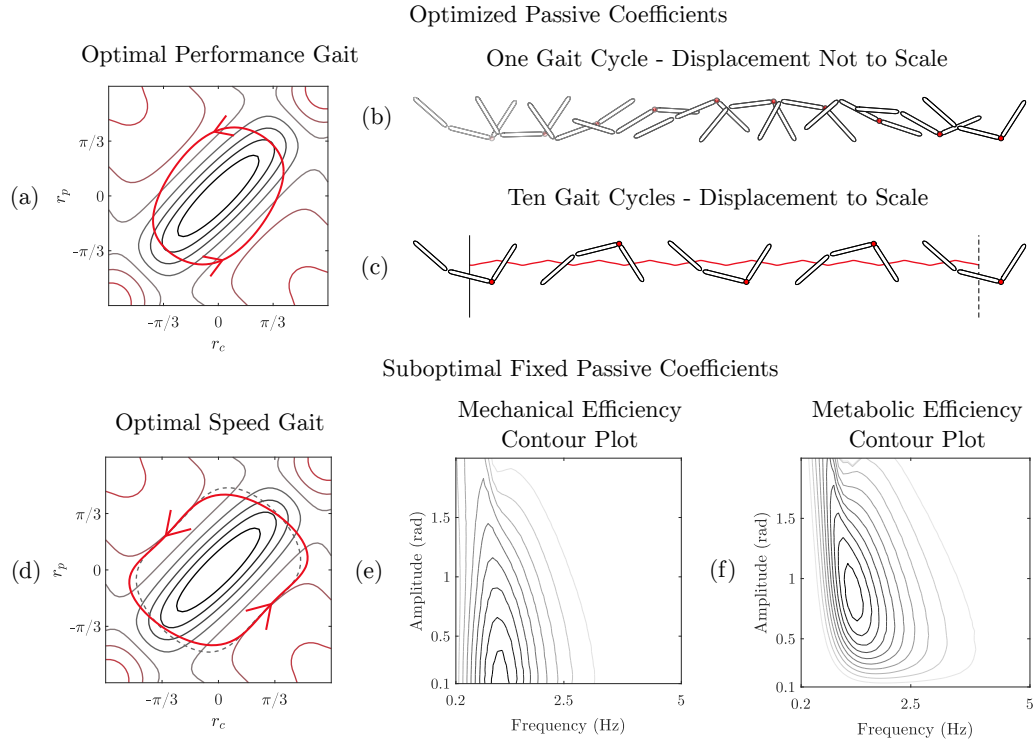 Optimized Passive Coefficients
Optimal Performance Gait
One Gait Cycle - Displacement Not to Scale
(a)
r_p
π/3
0
-π/3
-π/3 0 π/3
r_c
(b)
Ten Gait Cycles - Displacement to Scale
(c)
Suboptimal Fixed Passive Coefficients
Optimal Speed Gait
(d)
r_p
π/3
0
-π/3
-π/3 0 π/3
r_c
Mechanical Efficiency
Contour Plot
(e)
Amplitude (rad)
1.5
1
0.5
0.1
0.2 2.5 5
Frequency (Hz)
Metabolic Efficiency
Contour Plot
(f)
Amplitude (rad)
1.5
1
0.5
0.1
0.2 2.5 5
Frequency (Hz)